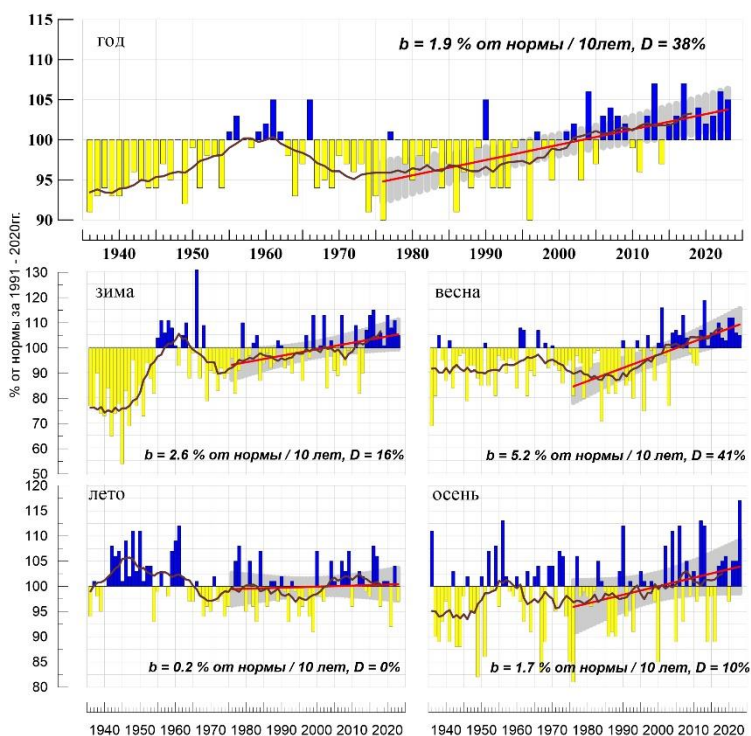 год
b = 1.9 % от нормы / 10лет, D = 38%
115
110
105
100
95
90
1940 1950 1960 1970 1980 1990 2000 2010 2020
% от нормы за 1991 - 2020гг.
зима
130
120
110
100
90
80
70
60
50
b = 2.6 % от нормы / 10 лет, D = 16%
весна
b = 5.2 % от нормы / 10 лет, D = 41%
лето
120
115
110
105
100
95
90
85
80
b = 0.2 % от нормы / 10 лет, D = 0%
осень
b = 1.7 % от нормы / 10 лет, D = 10%
1940 1950 1960 1970 1980 1990 2000 2010 2020
1940 1950 1960 1970 1980 1990 2000 2010 2020